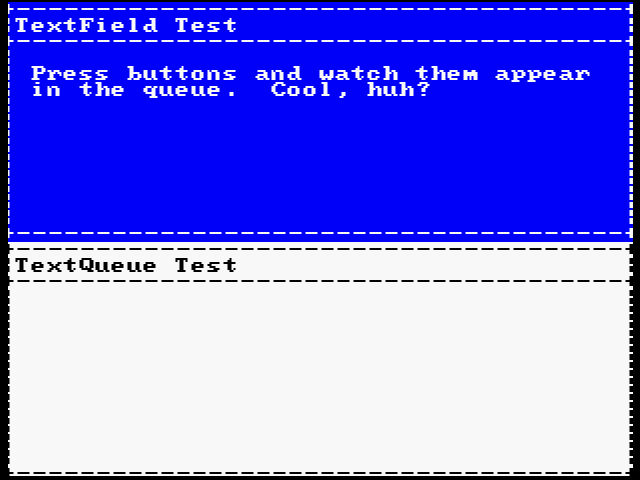 TextField Test
Press buttons and watch them appear
in the queue.  Cool, huh?
TextQueue Test